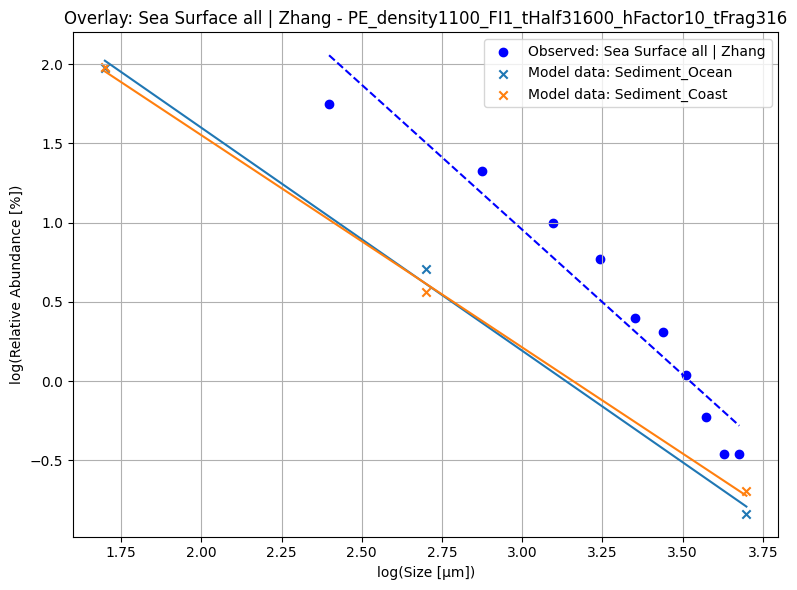 Overlay: Sea Surface all | Zhang - PE_density1100_FI1_tHalf31600_hFactor10_tFrag316
Observed: Sea Surface all | Zhang
Model data: Sediment_Ocean
Model data: Sediment_Coast
log(Relative Abundance [%])
2.0
1.5
1.0
0.5
0.0
−0.5
1.75 2.00 2.25 2.50 2.75 3.00 3.25 3.50 3.75
log(Size [μm])